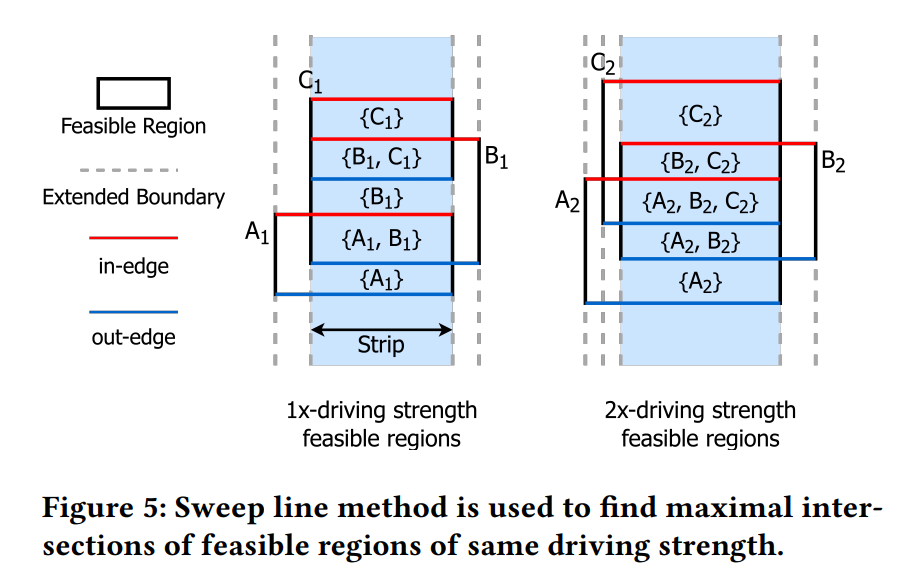 Feasible Region
Extended Boundary
in-edge
out-edge
C1
{C1}
{B1, C1}
B1
{B1}
A1
{A1, B1}
{A1}
Strip
1x-driving strength
feasible regions
C2
{C2}
{B2, C2}
B2
A2
{A2, B2, C2}
{A2, B2}
{A2}
2x-driving strength
feasible regions
Figure 5: Sweep line method is used to find maximal inter-
sections of feasible regions of same driving strength.